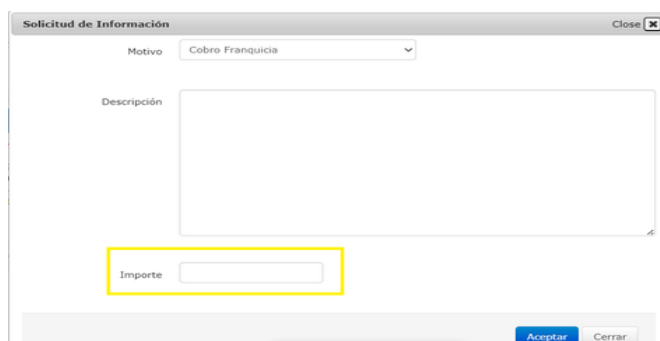 Solicitud de Información Close
Motivo Cobro Franquicia
Descripción
Importe
Aceptar Cerrar